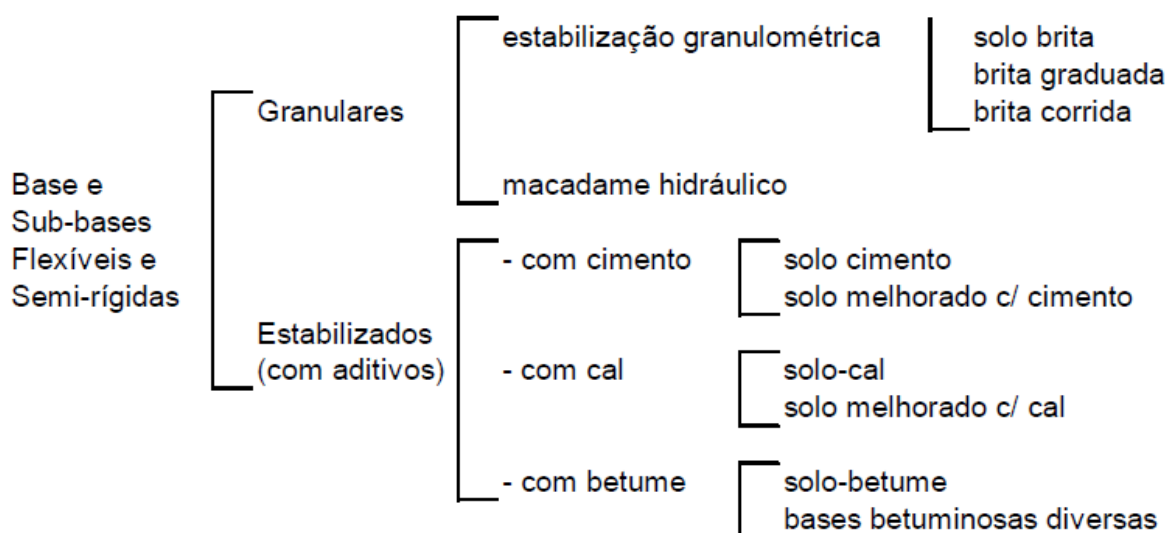 estabilização granulométrica
solo brita
brita graduada
brita corrida
Granulares
macadame hidráulico
Base e
Sub-bases
Flexíveis e
Semi-rígidas
- com cimento
solo cimento
solo melhorado c/ cimento
Estabilizados
(com aditivos)
- com cal
solo-cal
solo melhorado c/ cal
- com betume
solo-betume
bases betuminosas diversas